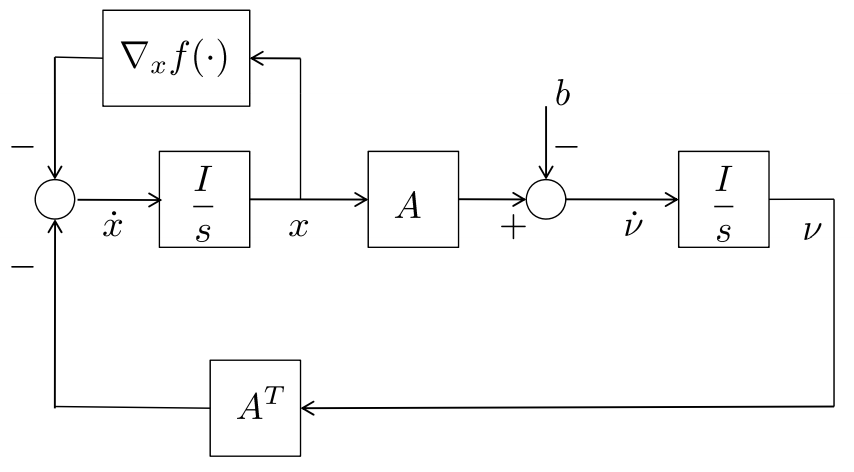 ∇ₓf(·)
b
−
−
I
s
A
I
s
ẋ
x
+
ν̇
ν
−
Aᵀ